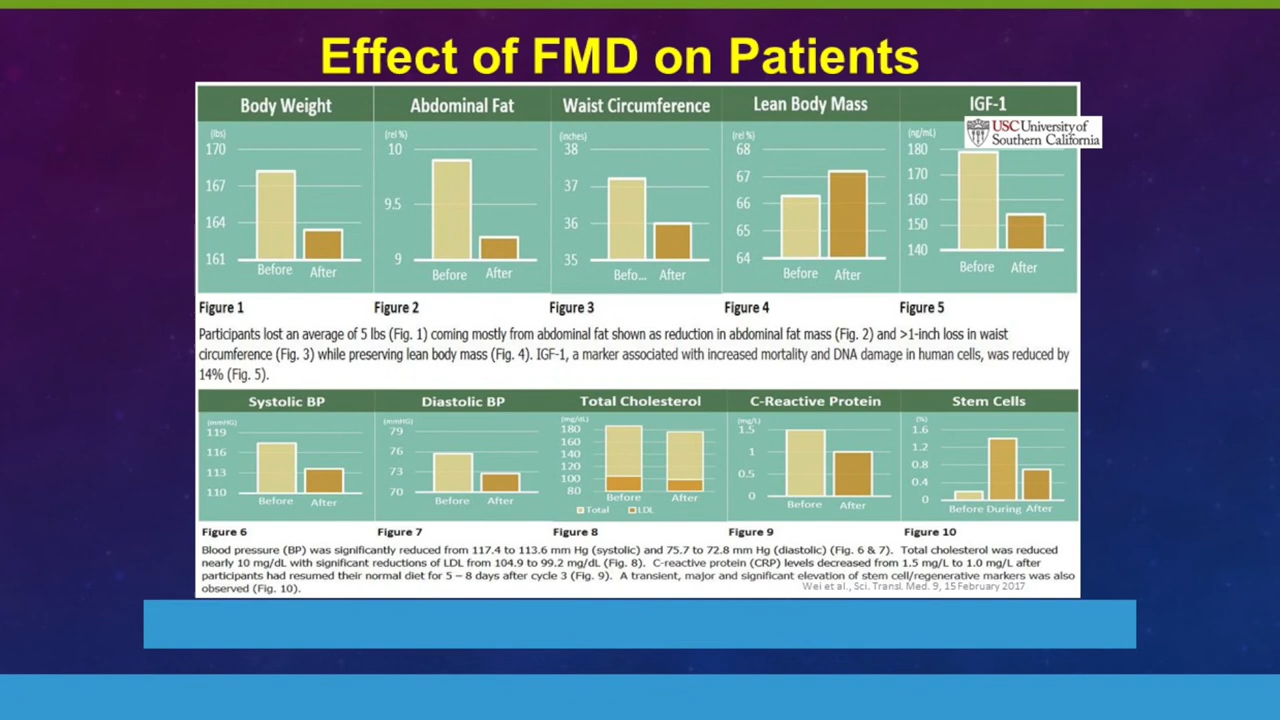 Effect of FMD on Patients
Body Weight
Abdominal Fat
Waist Circumference
Lean Body Mass
IGF-1
USC University of
Southern California
(lbs)
170
167
164
161
Before
After
(rel %)
10
9.5
9
Before
After
(inches)
38
37
36
35
Befo...
After
(rel %)
68
67
66
65
64
Before
After
(ng/mL)
180
170
160
150
140
Before
After
Figure 1
Figure 2
Figure 3
Figure 4
Figure 5
Participants lost an average of 5 lbs (Fig. 1) coming mostly from abdominal fat shown as reduction in abdominal fat mass (Fig. 2) and >1-inch loss in waist
circumference (Fig. 3) while preserving lean body mass (Fig. 4). IGF-1, a marker associated with increased mortality and DNA damage in human cells, was reduced by
14% (Fig. 5).
Systolic BP
Diastolic BP
Total Cholesterol
C-Reactive Protein
Stem Cells
(mmHG)
119
116
113
110
Before
After
(mmHG)
79
76
73
70
Before
After
(mg/dL)
180
160
140
120
100
80
Before
After
Total
LDL
(mg/L)
1.5
1
0.5
0
Before
After
(%)
1.6
1.2
0.8
0.4
0
Before During After
Figure 6
Figure 7
Figure 8
Figure 9
Figure 10
Blood pressure (BP) was significantly reduced from 117.4 to 113.6 mm Hg (systolic) and 75.7 to 72.8 mm Hg (diastolic) (Fig. 6 & 7). Total cholesterol was reduced
nearly 10 mg/dL with significant reductions of LDL from 104.9 to 99.2 mg/dL (Fig. 8). C-reactive protein (CRP) levels decreased from 1.5 mg/L to 1.0 mg/L after
participants had resumed their normal diet for 5 – 8 days after cycle 3 (Fig. 9). A transient, major and significant elevation of stem cell/regenerative markers was also
observed (Fig. 10).
Wei et al., Sci. Transl. Med. 9, 15 February 2017